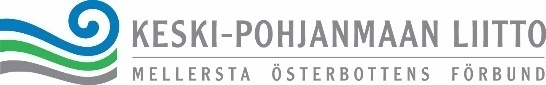 KESKI-POHJANMAAN LIITTO
MELLERSTA ÖSTERBOTTENS FÖRBUND